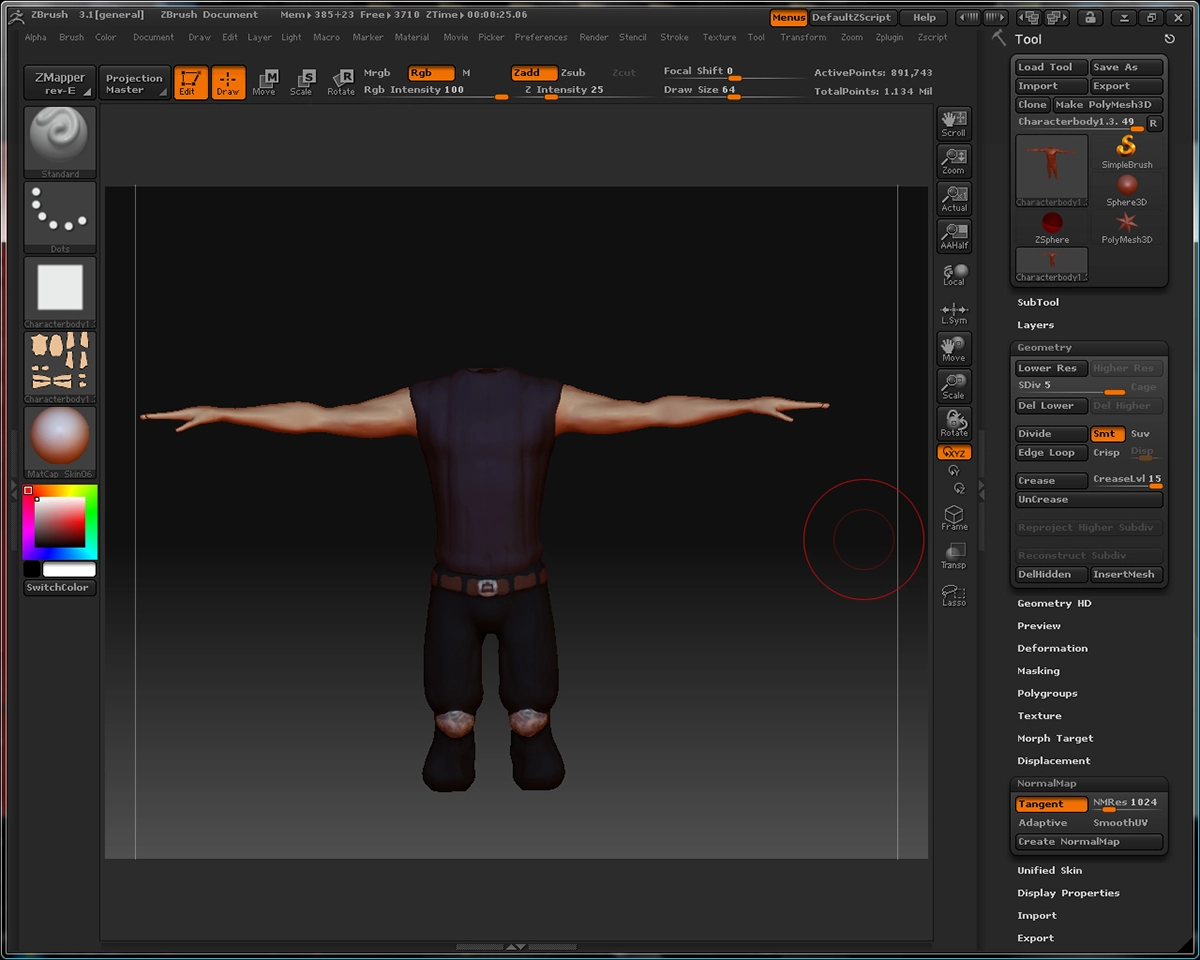 ZBrush 3.1[general] ZBrush Document Mem 385+23 Free 3710 ZTime 00:00:25.06 Menus DefaultZScript Help
Alpha Brush Color Document Draw Edit Layer Light Macro Marker Material Movie Picker Preferences Render Stencil Stroke Texture Tool Transform Zoom Zplugin Zscript
ZMapper
rev-E
Projection
Master
Edit
Draw
Move
Scale
Rotate
Mrgb Rgb M
Rgb Intensity 100
Zadd Zsub Zcut
Z Intensity 25
Focal Shift 0
Draw Size 64
ActivePoints: 891,743
TotalPoints: 1.134 Mil
Standard
Dots
Characterbody1.
Characterbody1.
MatCap Skin06
SwitchColor
Scroll
Zoom
Actual
AAHalf
Local
L.Sym
Move
Scale
Rotate
XYZ
Y
Z
Frame
Transp
Lasso
Tool
Load Tool Save As
Import Export
Clone Make PolyMesh3D
Characterbody1.3. 49 R
Characterbody1.
SimpleBrush
Sphere3D
ZSphere
PolyMesh3D
Characterbody1.
SubTool
Layers
Geometry
Lower Res Higher Res
SDiv 5 Cage
Del Lower Del Higher
Divide Smt Suv
Edge Loop Crisp Disp
Crease CreaseLvl 15
UnCrease
Reproject Higher Subdiv
Reconstruct Subdiv
DelHidden InsertMesh
Geometry HD
Preview
Deformation
Masking
Polygroups
Texture
Morph Target
Displacement
NormalMap
Tangent NMRes 1024
Adaptive SmoothUV
Create NormalMap
Unified Skin
Display Properties
Import
Export